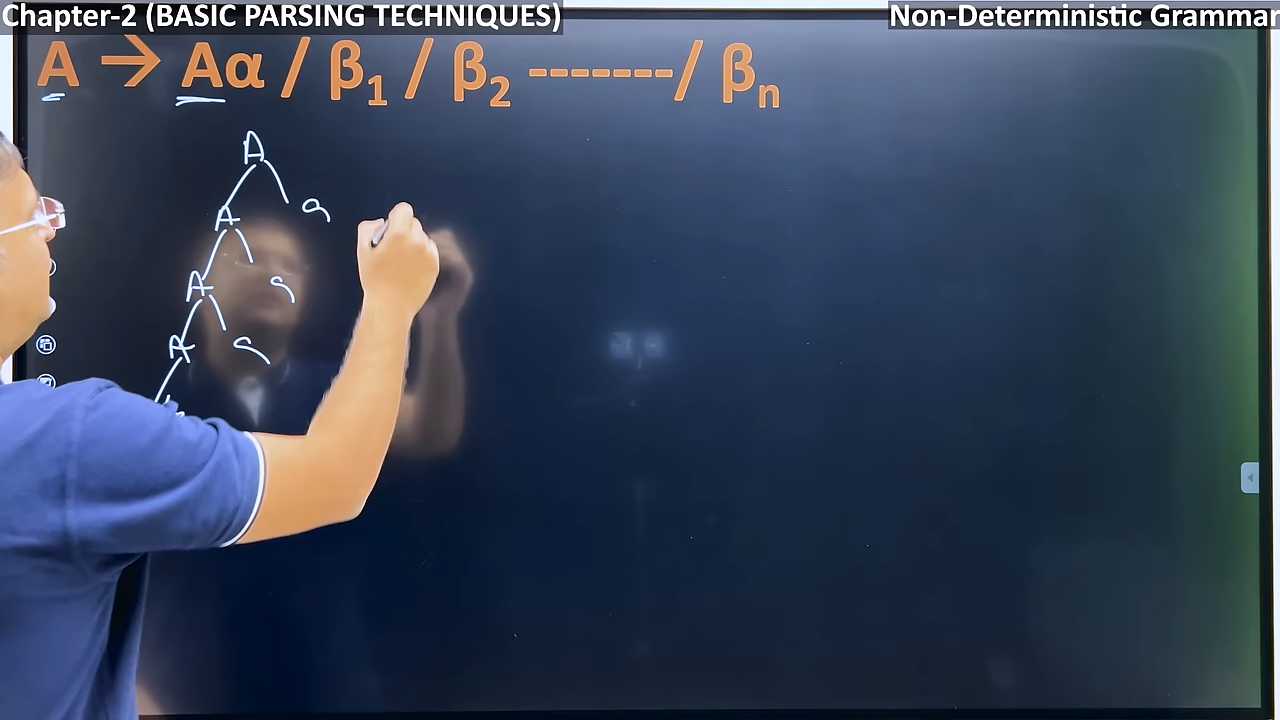 Chapter-2 (BASIC PARSING TECHNIQUES)
Non-Deterministic Grammar
A → Aα / β1 / β2 -------/ βn
A
A a
A a
A a